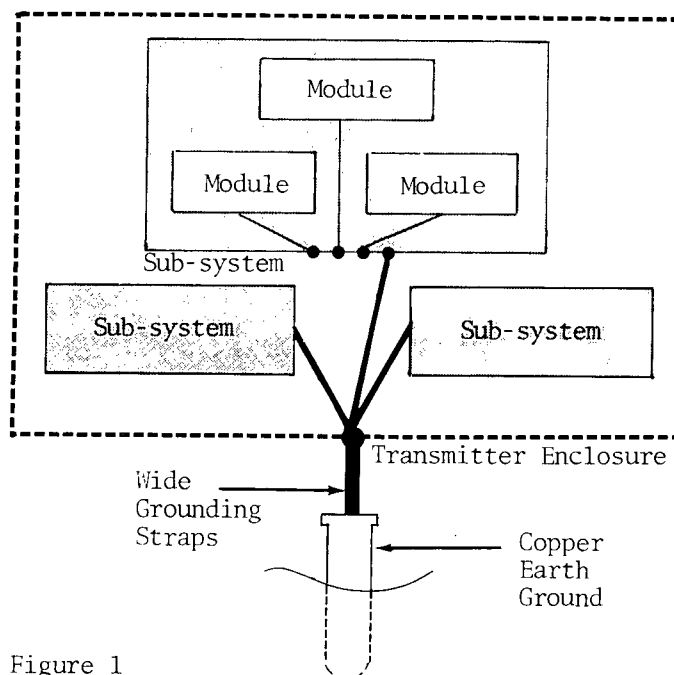 Module
Module
Module
Sub-system
Sub-system
Sub-system
Transmitter Enclosure
Wide
Grounding
Straps
Copper
Earth
Ground
Figure 1